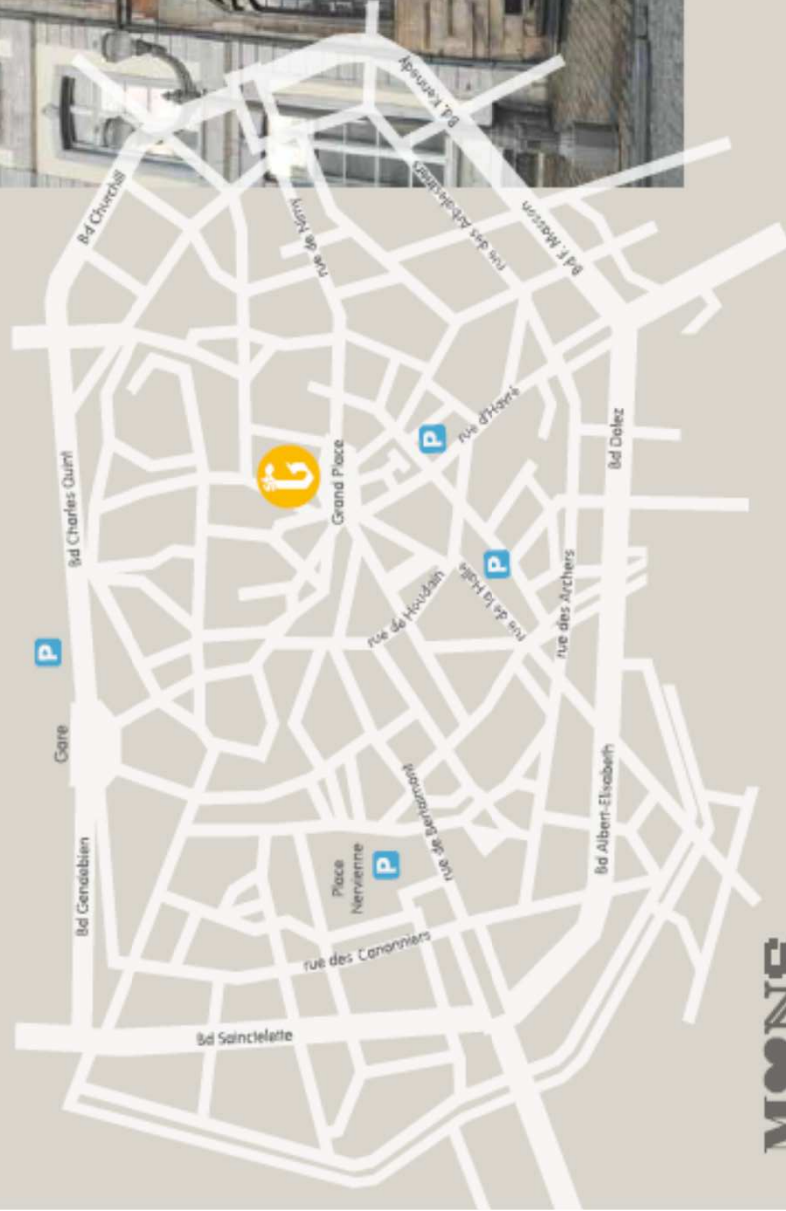 Bd Kennedy
Bd Churchill
rue de Nimy
rue des Arbalestriers
Bd F. Masson
Bd Charles Quint
Grand Place
P
rue d'Havré
Bd Dolez
P
rue de Houdain
rue de la Halle
rue des Archers
P
Gare
Bd Gendebien
Place
Nervienne
P
rue de Bertaimont
Bd Albert-Elisabeth
rue des Canonniers
Bd Sainctelette